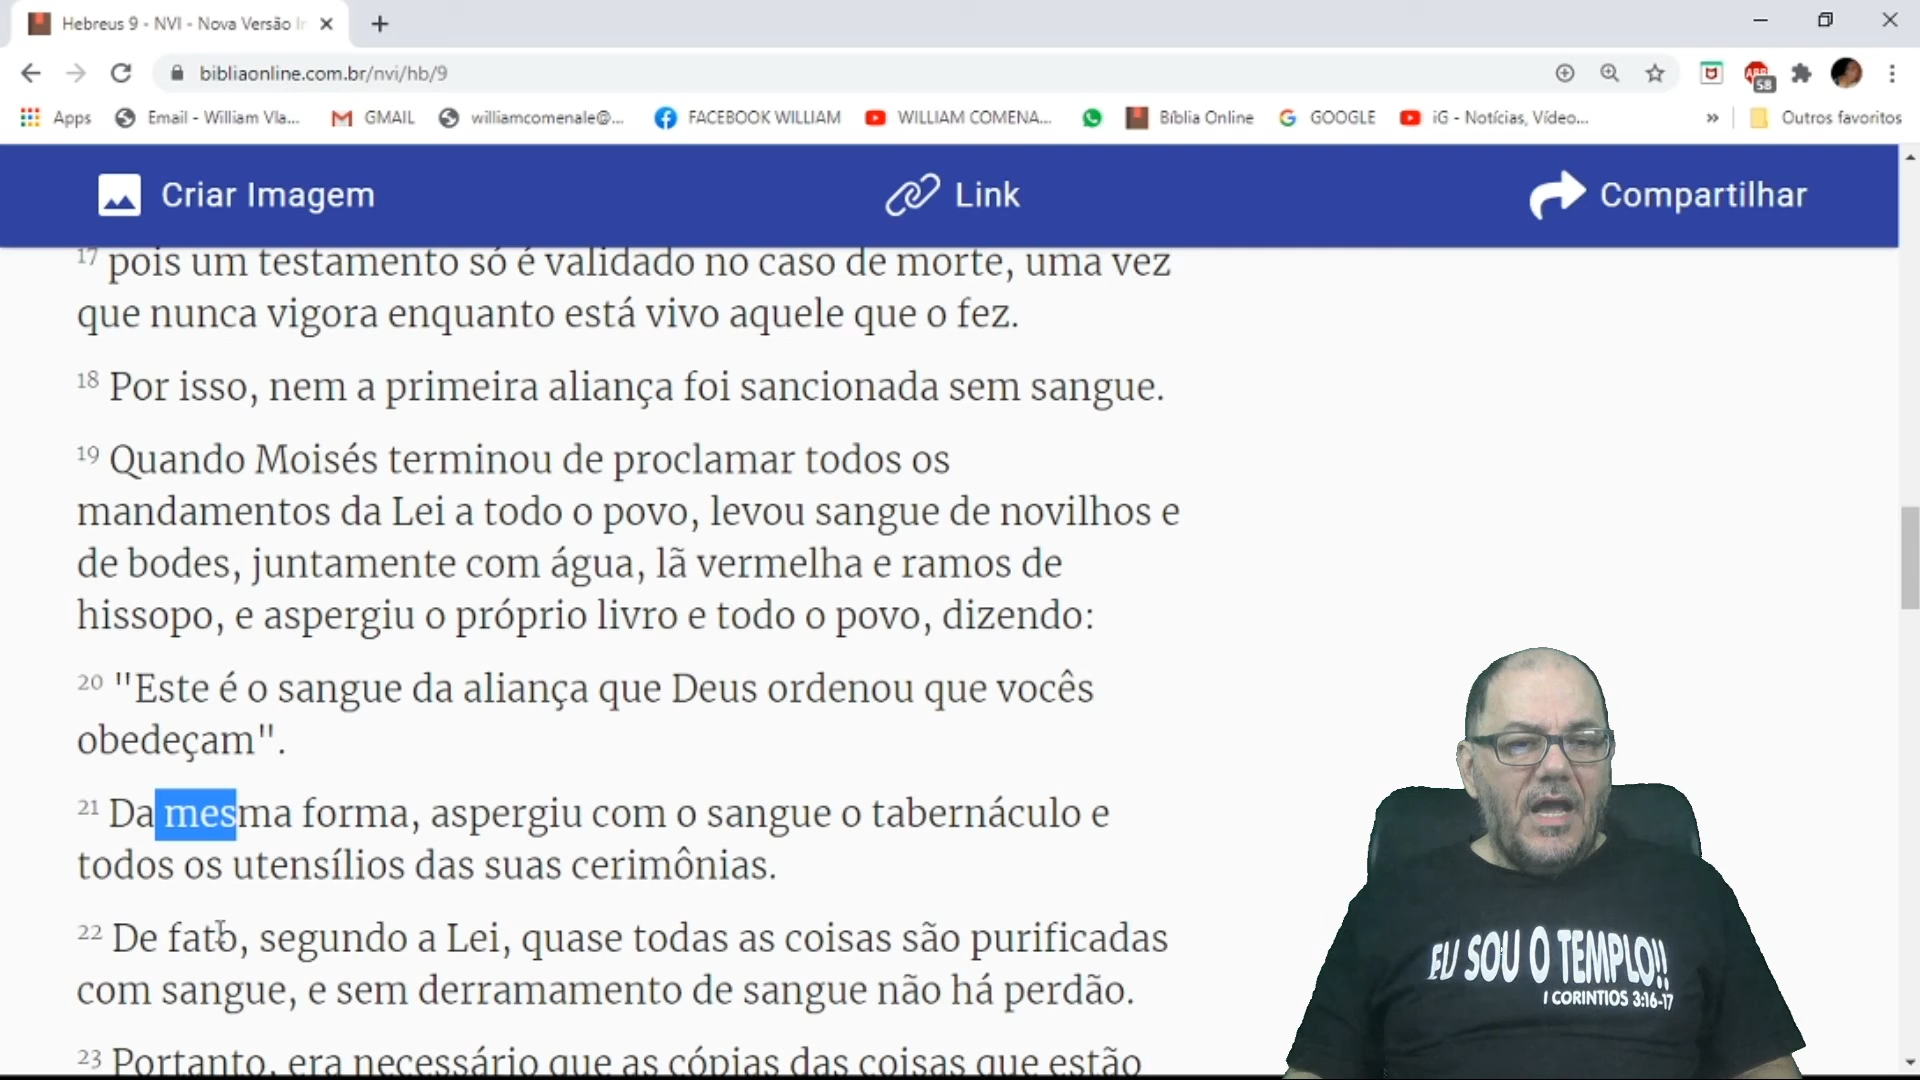 Hebreus 9 - NVI - Nova Versão In
bibliaonline.com.br/nvi/hb/9
58
Apps
Email - William Vla...
GMAIL
williamcomenale@...
FACEBOOK WILLIAM
WILLIAM COMENA...
Bíblia Online
GOOGLE
iG - Notícias, Vídeo...
»
Outros favoritos
Criar Imagem
Link
Compartilhar
17 pois um testamento só é validado no caso de morte, uma vez
que nunca vigora enquanto está vivo aquele que o fez.
18 Por isso, nem a primeira aliança foi sancionada sem sangue.
19 Quando Moisés terminou de proclamar todos os
mandamentos da Lei a todo o povo, levou sangue de novilhos e
de bodes, juntamente com água, lã vermelha e ramos de
hissopo, e aspergiu o próprio livro e todo o povo, dizendo:
20 "Este é o sangue da aliança que Deus ordenou que vocês
obedeçam".
21 Da mesma forma, aspergiu com o sangue o tabernáculo e
todos os utensílios das suas cerimônias.
22 De fato, segundo a Lei, quase todas as coisas são purificadas
com sangue, e sem derramamento de sangue não há perdão.
23 Portanto, era necessário que as cópias das coisas que estão
EU SOU O TEMPLO!!
I CORINTIOS 3:16-17